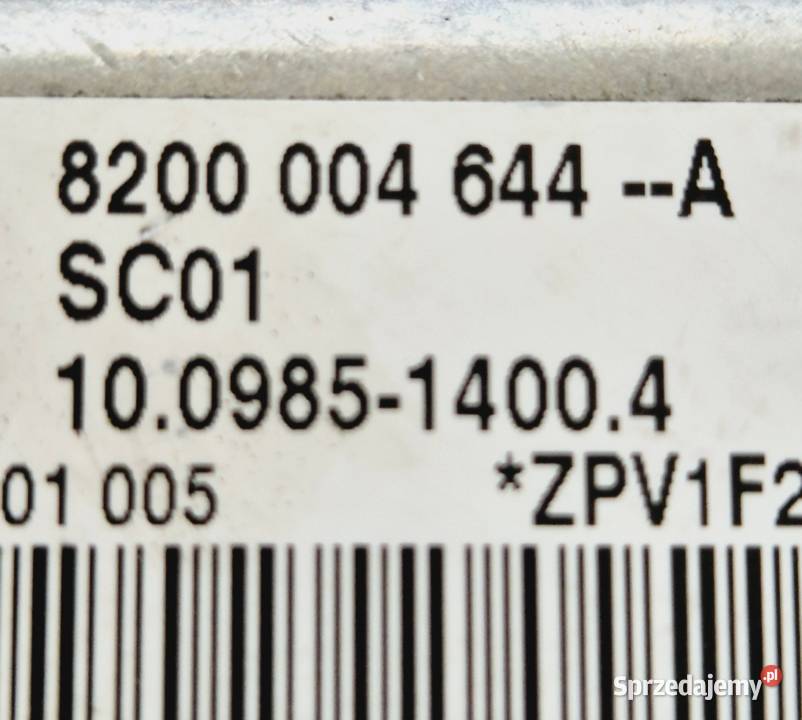 8200 004 644 --A
SC01
10.0985-1400.4
01 005 *ZPV1F2
Sprzedajemy.pl